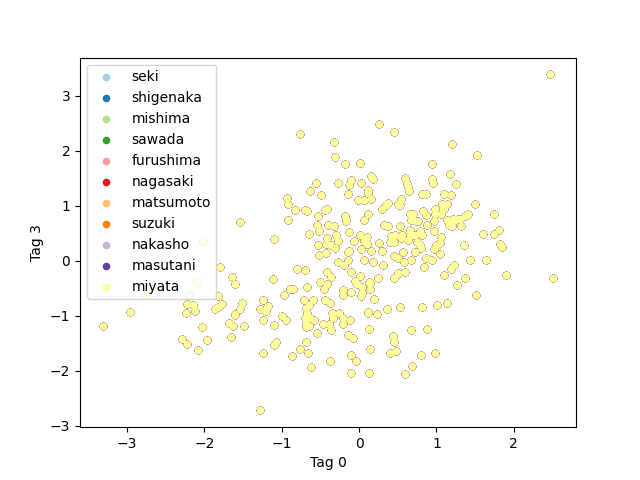 seki
shigenaka
mishima
sawada
furushima
nagasaki
matsumoto
suzuki
nakasho
masutani
miyata
Tag 3
3
2
1
0
−1
−2
−3
−3 −2 −1 0 1 2
Tag 0